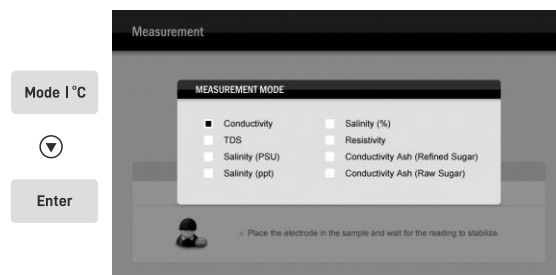 Measurement
Mode | °C
MEASUREMENT MODE
Conductivity
TDS
Salinity (PSU)
Salinity (ppt)
Salinity (%)
Resistivity
Conductivity Ash (Refined Sugar)
Conductivity Ash (Raw Sugar)
Enter
Place the electrode in the sample and wait for the reading to stabilize.